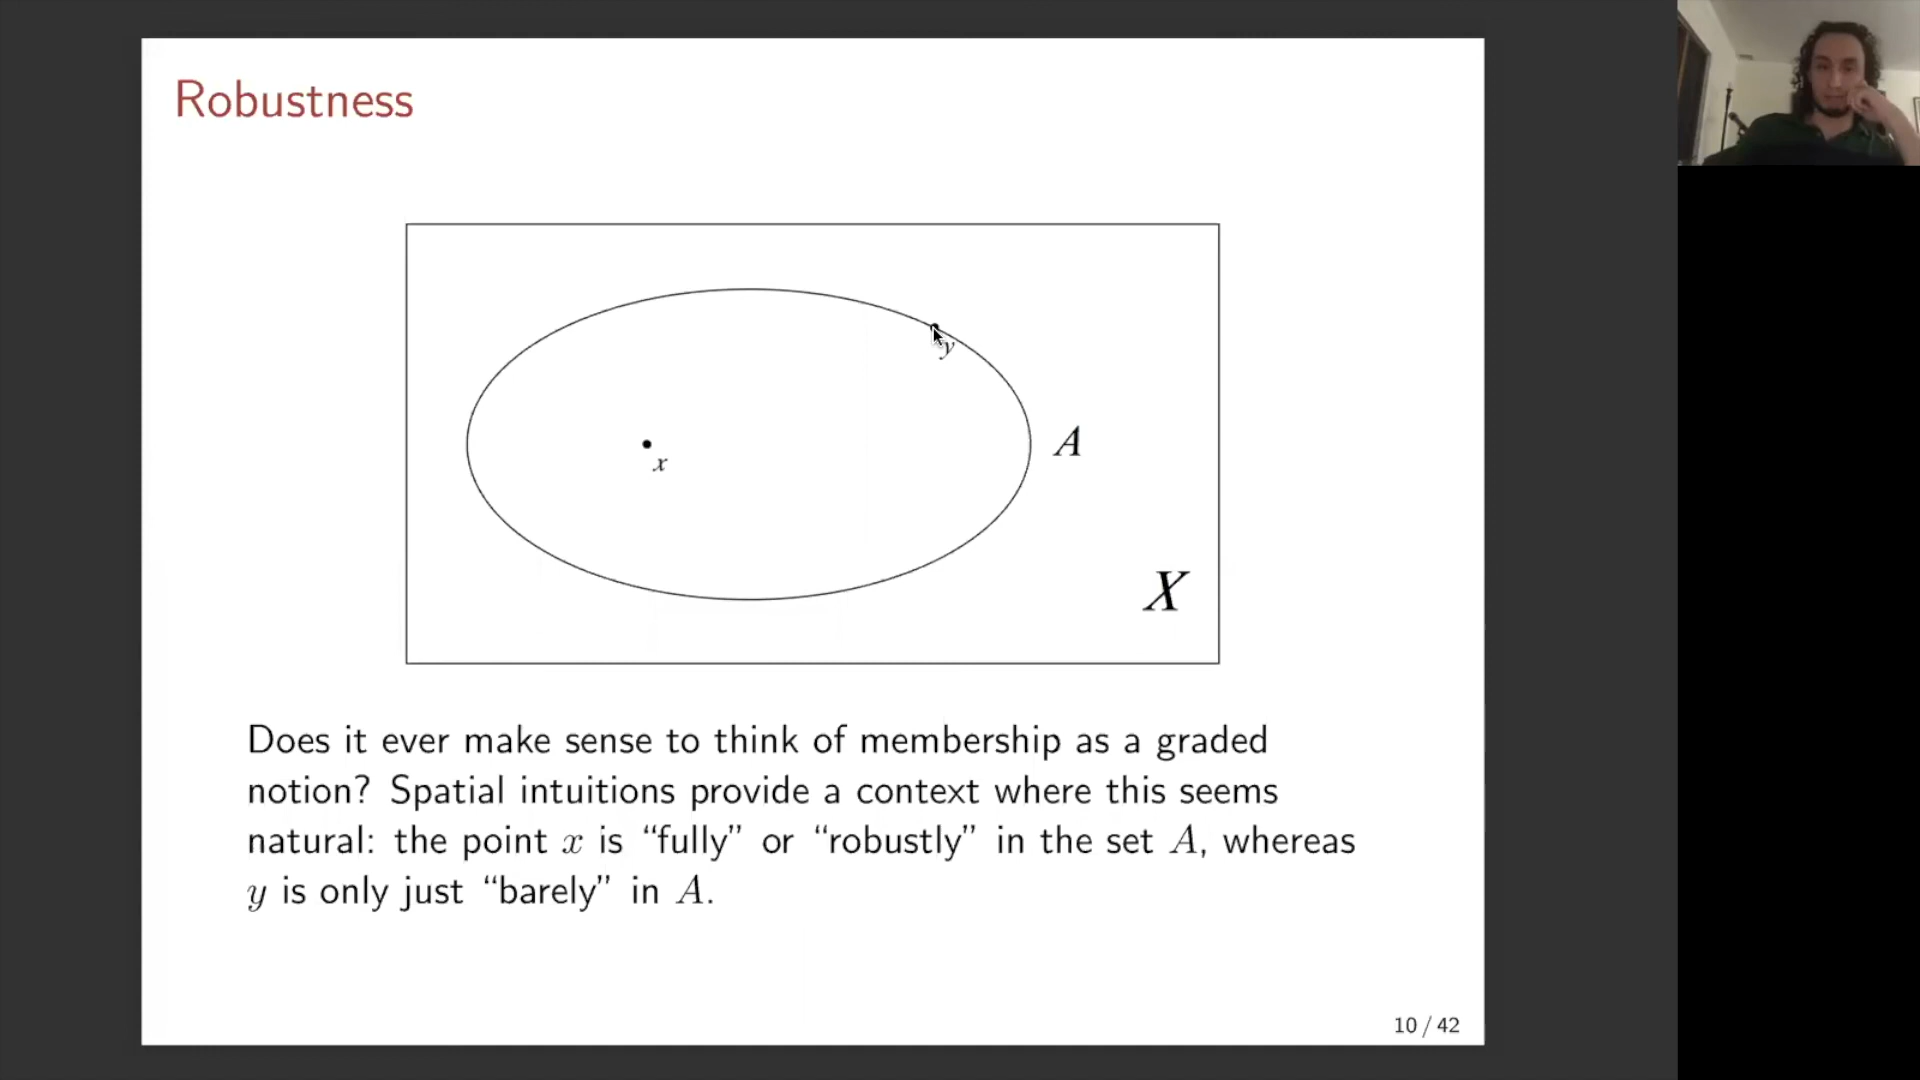 Robustness
y
x
A
X
Does it ever make sense to think of membership as a graded
notion? Spatial intuitions provide a context where this seems
natural: the point x is “fully” or “robustly” in the set A, whereas
y is only just “barely” in A.
10 / 42